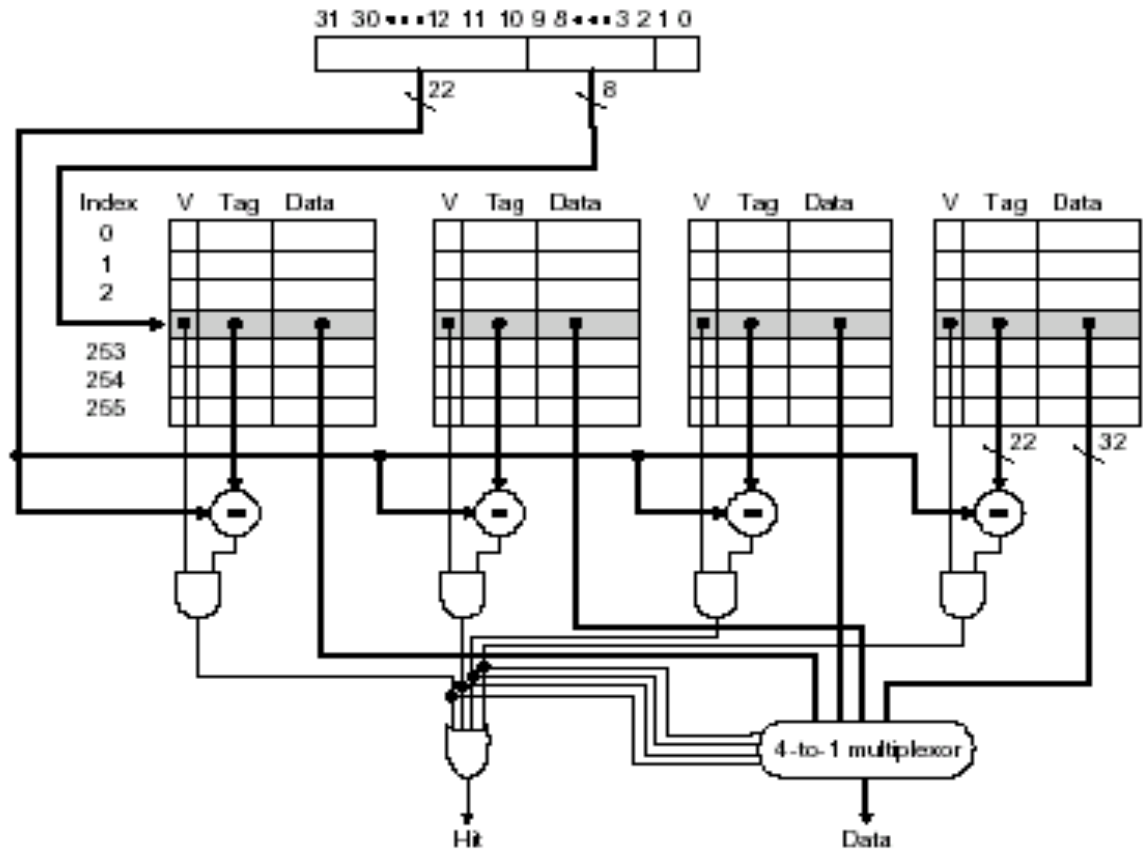 31 30 ••• 12 11 10 9 8 ••• 3 2 1 0
22 8
Index V Tag Data V Tag Data V Tag Data V Tag Data
0
1
2
253
254
255
22 32
4-to-1 multiplexor
Hit Data